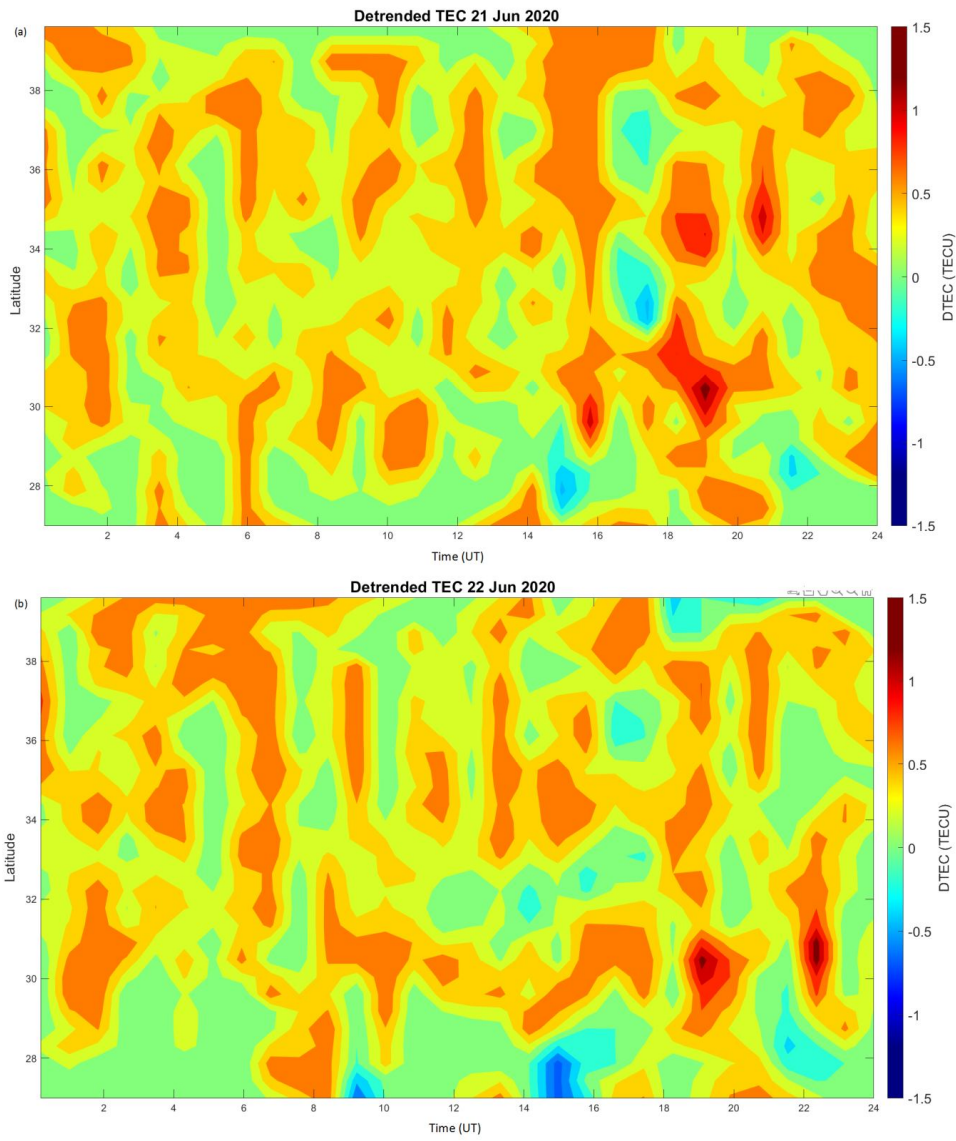 Detrended TEC 21 Jun 2020
(a)
1.5
1
0.5
0
-0.5
-1
-1.5
DTEC (TECU)
38
36
34
32
30
28
Latitude
2 4 6 8 10 12 14 16 18 20 22 24
Time (UT)
Detrended TEC 22 Jun 2020
(b)
1.5
1
0.5
0
-0.5
-1
-1.5
DTEC (TECU)
38
36
34
32
30
28
Latitude
2 4 6 8 10 12 14 16 18 20 22 24
Time (UT)